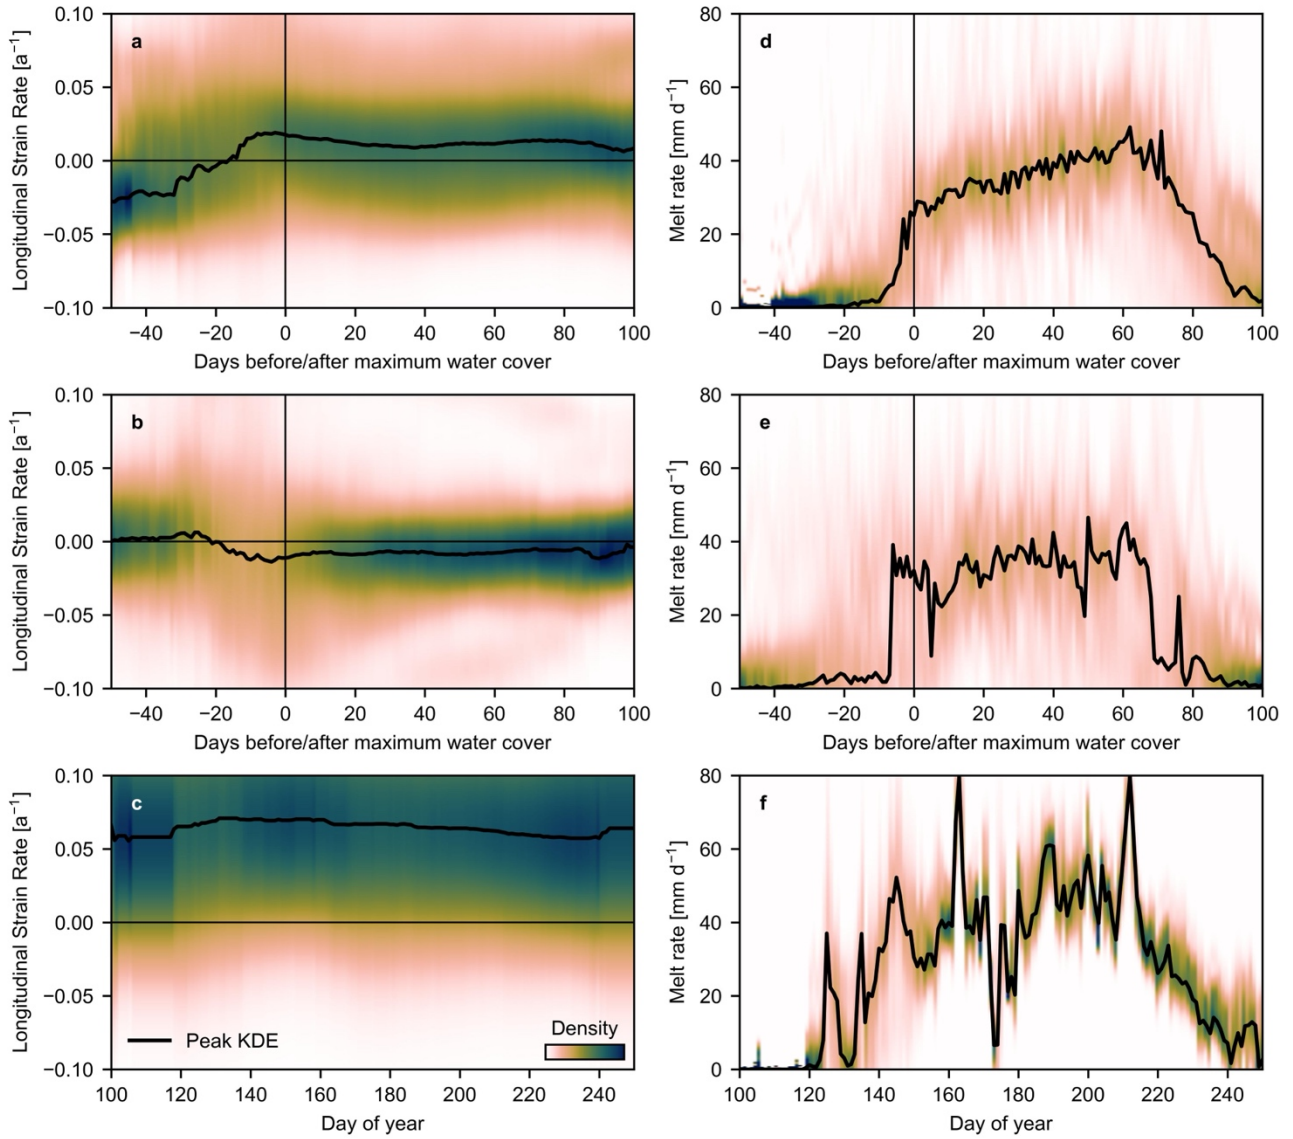 a
Longitudinal Strain Rate [a⁻¹]
0.10
0.05
0.00
−0.05
−0.10
−40 −20 0 20 40 60 80 100
Days before/after maximum water cover
d
Melt rate [mm d⁻¹]
80
60
40
20
0
−40 −20 0 20 40 60 80 100
Days before/after maximum water cover
b
Longitudinal Strain Rate [a⁻¹]
0.10
0.05
0.00
−0.05
−0.10
−40 −20 0 20 40 60 80 100
Days before/after maximum water cover
e
Melt rate [mm d⁻¹]
80
60
40
20
0
−40 −20 0 20 40 60 80 100
Days before/after maximum water cover
c
Longitudinal Strain Rate [a⁻¹]
0.10
0.05
0.00
−0.05
−0.10
Peak KDE
Density
100 120 140 160 180 200 220 240
Day of year
f
Melt rate [mm d⁻¹]
80
60
40
20
0
100 120 140 160 180 200 220 240
Day of year